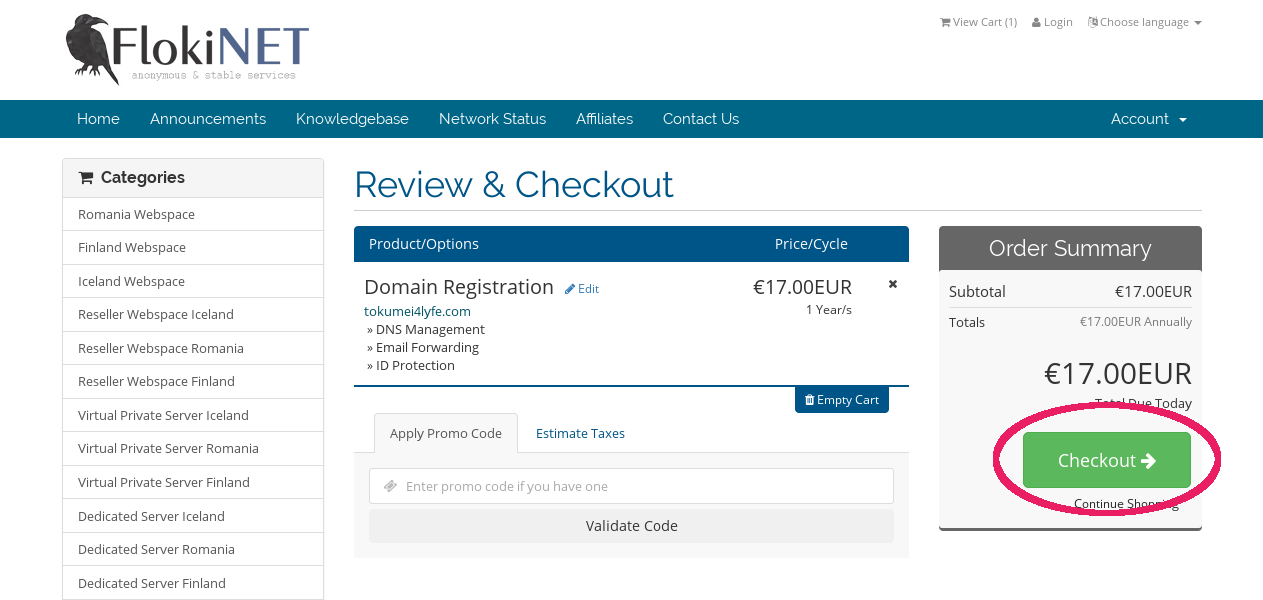 FlokiNET
anonymous & stable services
View Cart (1) Login Choose language
Home Announcements Knowledgebase Network Status Affiliates Contact Us Account
Categories
Romania Webspace
Finland Webspace
Iceland Webspace
Reseller Webspace Iceland
Reseller Webspace Romania
Reseller Webspace Finland
Virtual Private Server Iceland
Virtual Private Server Romania
Virtual Private Server Finland
Dedicated Server Iceland
Dedicated Server Romania
Dedicated Server Finland
Review & Checkout
Product/Options Price/Cycle
Domain Registration Edit €17.00EUR
tokumei4lyfe.com 1 Year/s
» DNS Management
» Email Forwarding
» ID Protection
Empty Cart
Apply Promo Code Estimate Taxes
Enter promo code if you have one
Validate Code
Order Summary
Subtotal €17.00EUR
Totals €17.00EUR Annually
€17.00EUR
Total Due Today
Checkout
Continue Shopping